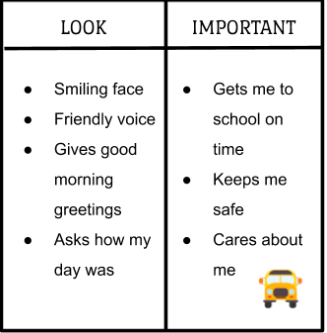 LOOK
IMPORTANT
● Smiling face
● Friendly voice
● Gives good
morning
greetings
● Asks how my
day was
● Gets me to
school on
time
● Keeps me
safe
● Cares about
me